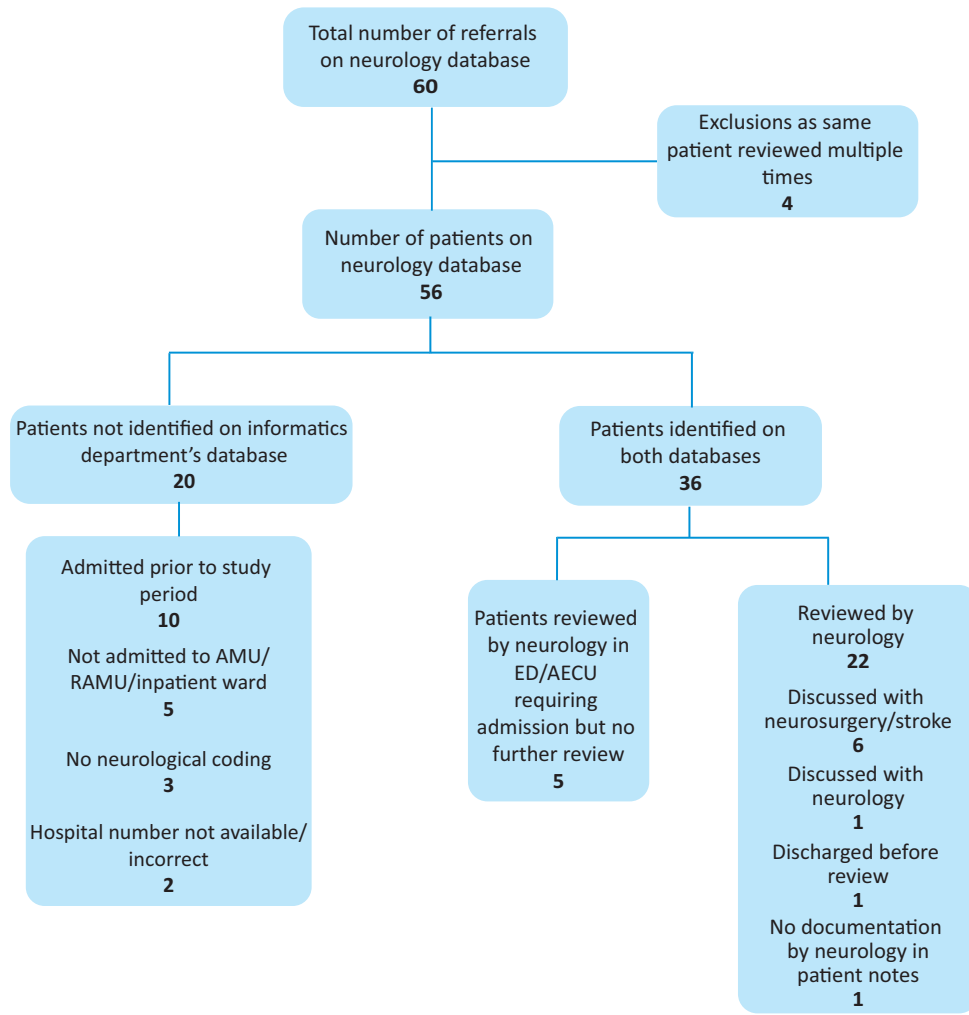 Total number of referrals
on neurology database
60
Exclusions as same
patient reviewed multiple
times
4
Number of patients on
neurology database
56
Patients not identified on informatics
department's database
20
Patients identified on
both databases
36
Admitted prior to study
period
10
Not admitted to AMU/
RAMU/inpatient ward
5
No neurological coding
3
Hospital number not available/
incorrect
2
Patients reviewed
by neurology in
ED/AECU
requiring
admission but no
further review
5
Reviewed by
neurology
22
Discussed with
neurosurgery/stroke
6
Discussed with
neurology
1
Discharged before
review
1
No documentation
by neurology in
patient notes
1